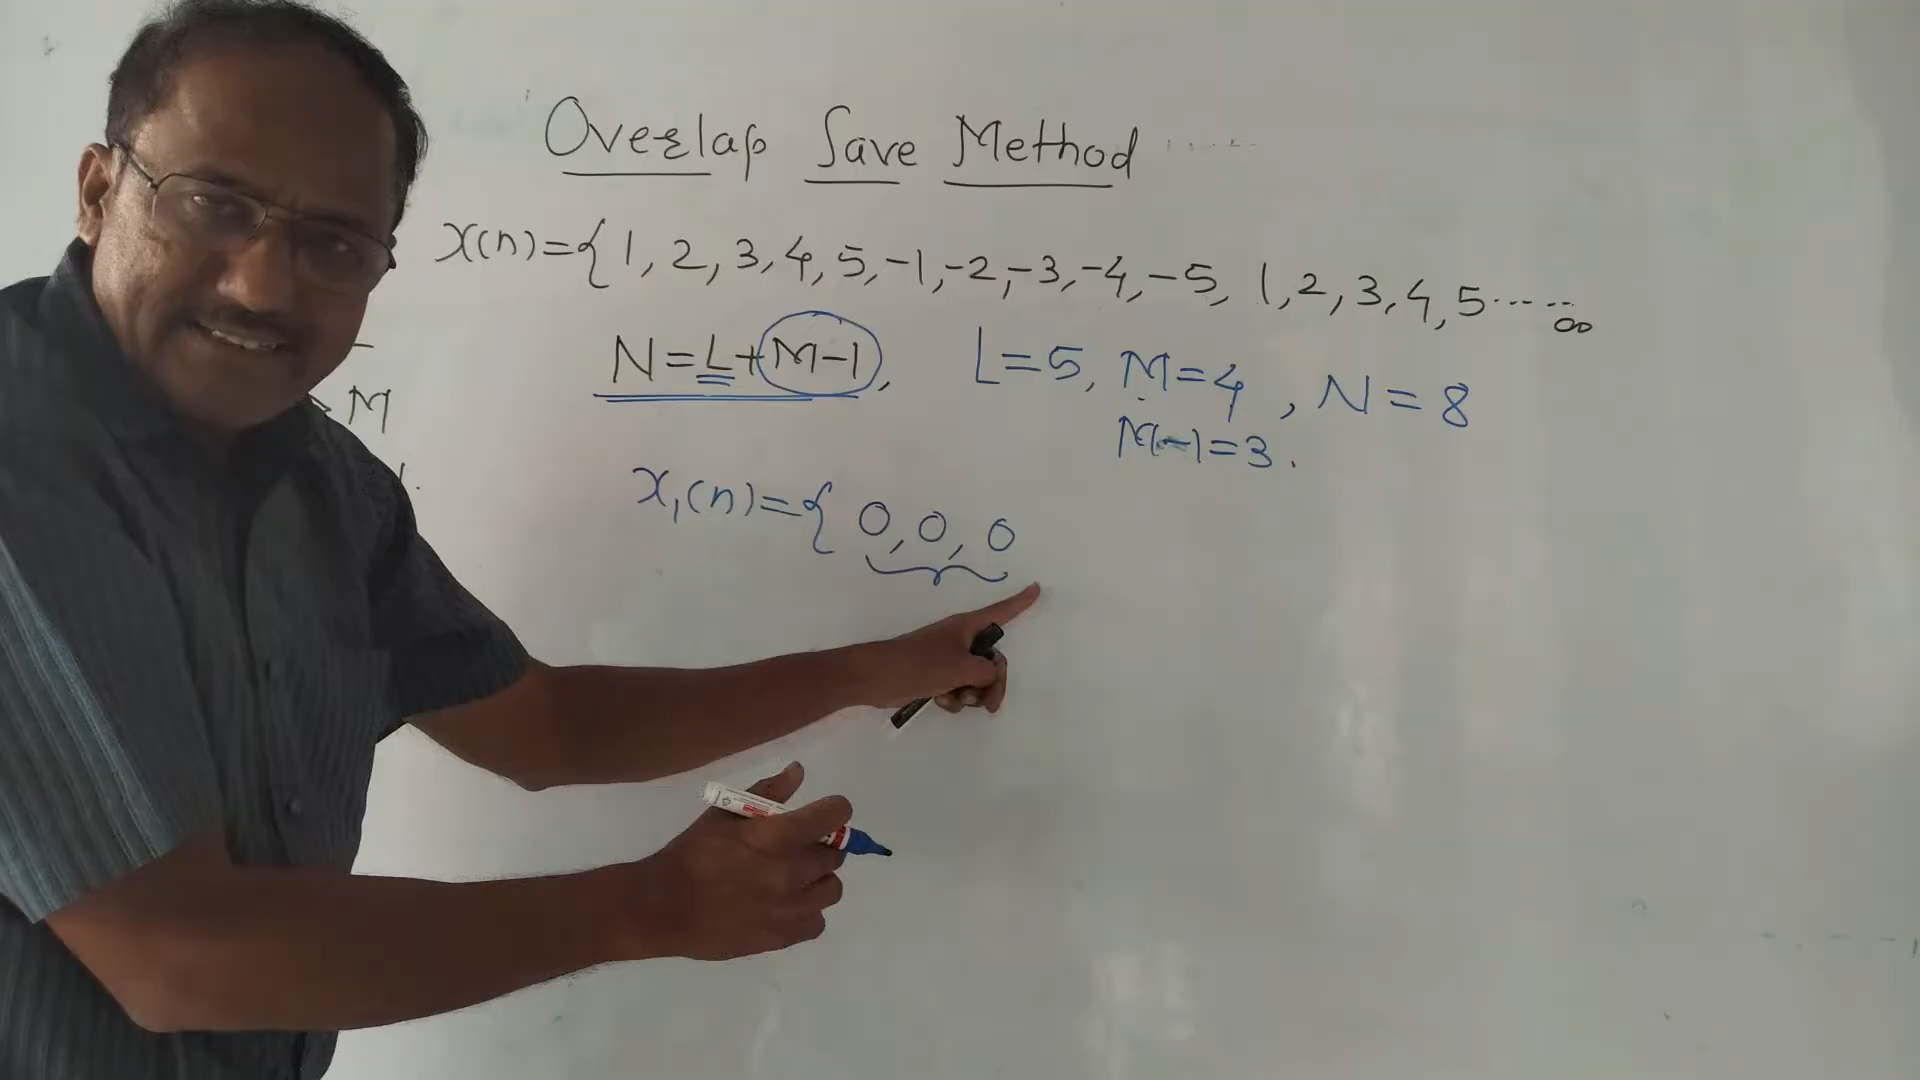 Overlap Save Method
x(n)={1, 2, 3, 4, 5, -1, -2, -3, -4, -5, 1, 2, 3, 4, 5 ...... ∞
N=L+M-1, L=5, M=4, N=8
M
M-1=3.
x₁(n)={ 0, 0, 0